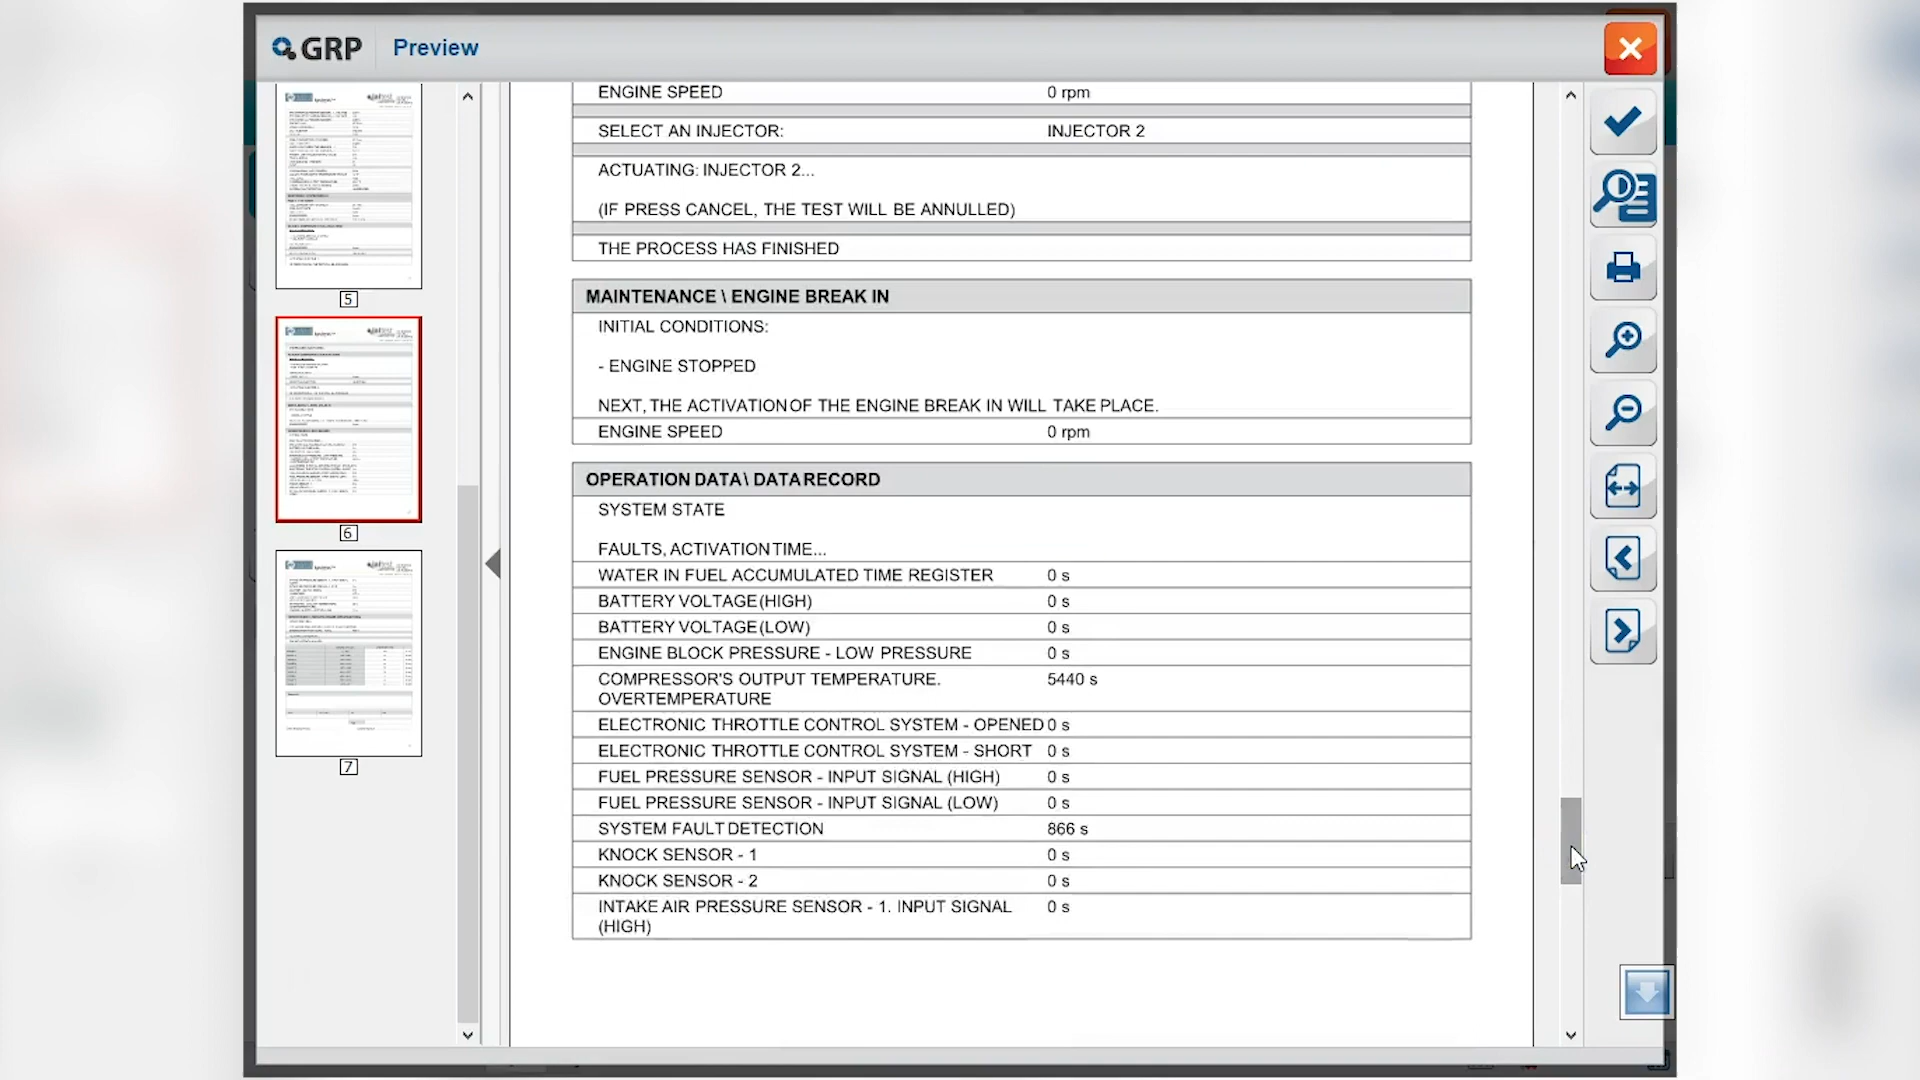 GRP Preview
ENGINE SPEED 0 rpm
SELECT AN INJECTOR: INJECTOR 2
ACTUATING: INJECTOR 2...
(IF PRESS CANCEL, THE TEST WILL BE ANNULLED)
THE PROCESS HAS FINISHED
MAINTENANCE \ ENGINE BREAK IN
INITIAL CONDITIONS:
- ENGINE STOPPED
NEXT, THE ACTIVATION OF THE ENGINE BREAK IN WILL TAKE PLACE.
ENGINE SPEED 0 rpm
OPERATION DATA \ DATA RECORD
SYSTEM STATE
FAULTS, ACTIVATION TIME...
WATER IN FUEL ACCUMULATED TIME REGISTER 0 s
BATTERY VOLTAGE (HIGH) 0 s
BATTERY VOLTAGE (LOW) 0 s
ENGINE BLOCK PRESSURE - LOW PRESSURE 0 s
COMPRESSOR'S OUTPUT TEMPERATURE. 5440 s
OVERTEMPERATURE
ELECTRONIC THROTTLE CONTROL SYSTEM - OPENED 0 s
ELECTRONIC THROTTLE CONTROL SYSTEM - SHORT 0 s
FUEL PRESSURE SENSOR - INPUT SIGNAL (HIGH) 0 s
FUEL PRESSURE SENSOR - INPUT SIGNAL (LOW) 0 s
SYSTEM FAULT DETECTION 866 s
KNOCK SENSOR - 1 0 s
KNOCK SENSOR - 2 0 s
INTAKE AIR PRESSURE SENSOR - 1. INPUT SIGNAL 0 s
(HIGH)
5
6
7